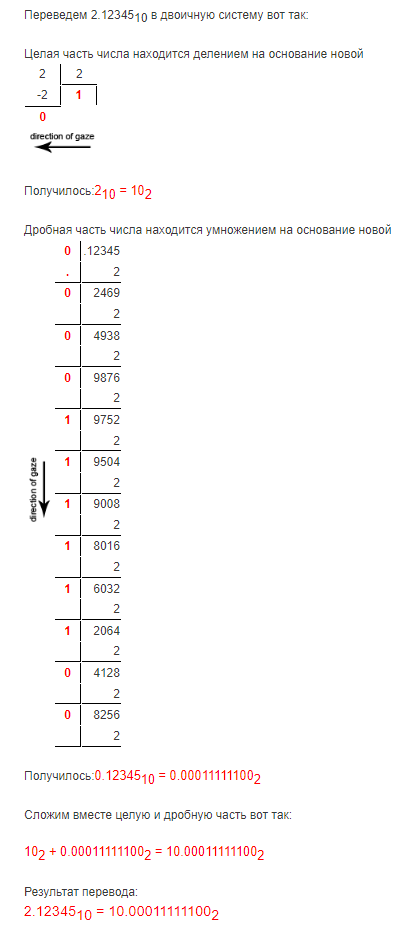 Переведем 2.12345₁₀ в двоичную систему вот так:
Целая часть числа находится делением на основание новой
2 2
-2 1
0
direction of gaze
Получилось:2₁₀ = 10₂
Дробная часть числа находится умножением на основание новой
0 .12345
. 2
0 2469
2
0 4938
2
0 9876
2
1 9752
2
1 9504
2
1 9008
2
1 8016
2
1 6032
2
1 2064
2
0 4128
2
0 8256
2
direction of gaze
Получилось:0.12345₁₀ = 0.00011111100₂
Сложим вместе целую и дробную часть вот так:
10₂ + 0.00011111100₂ = 10.00011111100₂
Результат перевода:
2.12345₁₀ = 10.00011111100₂